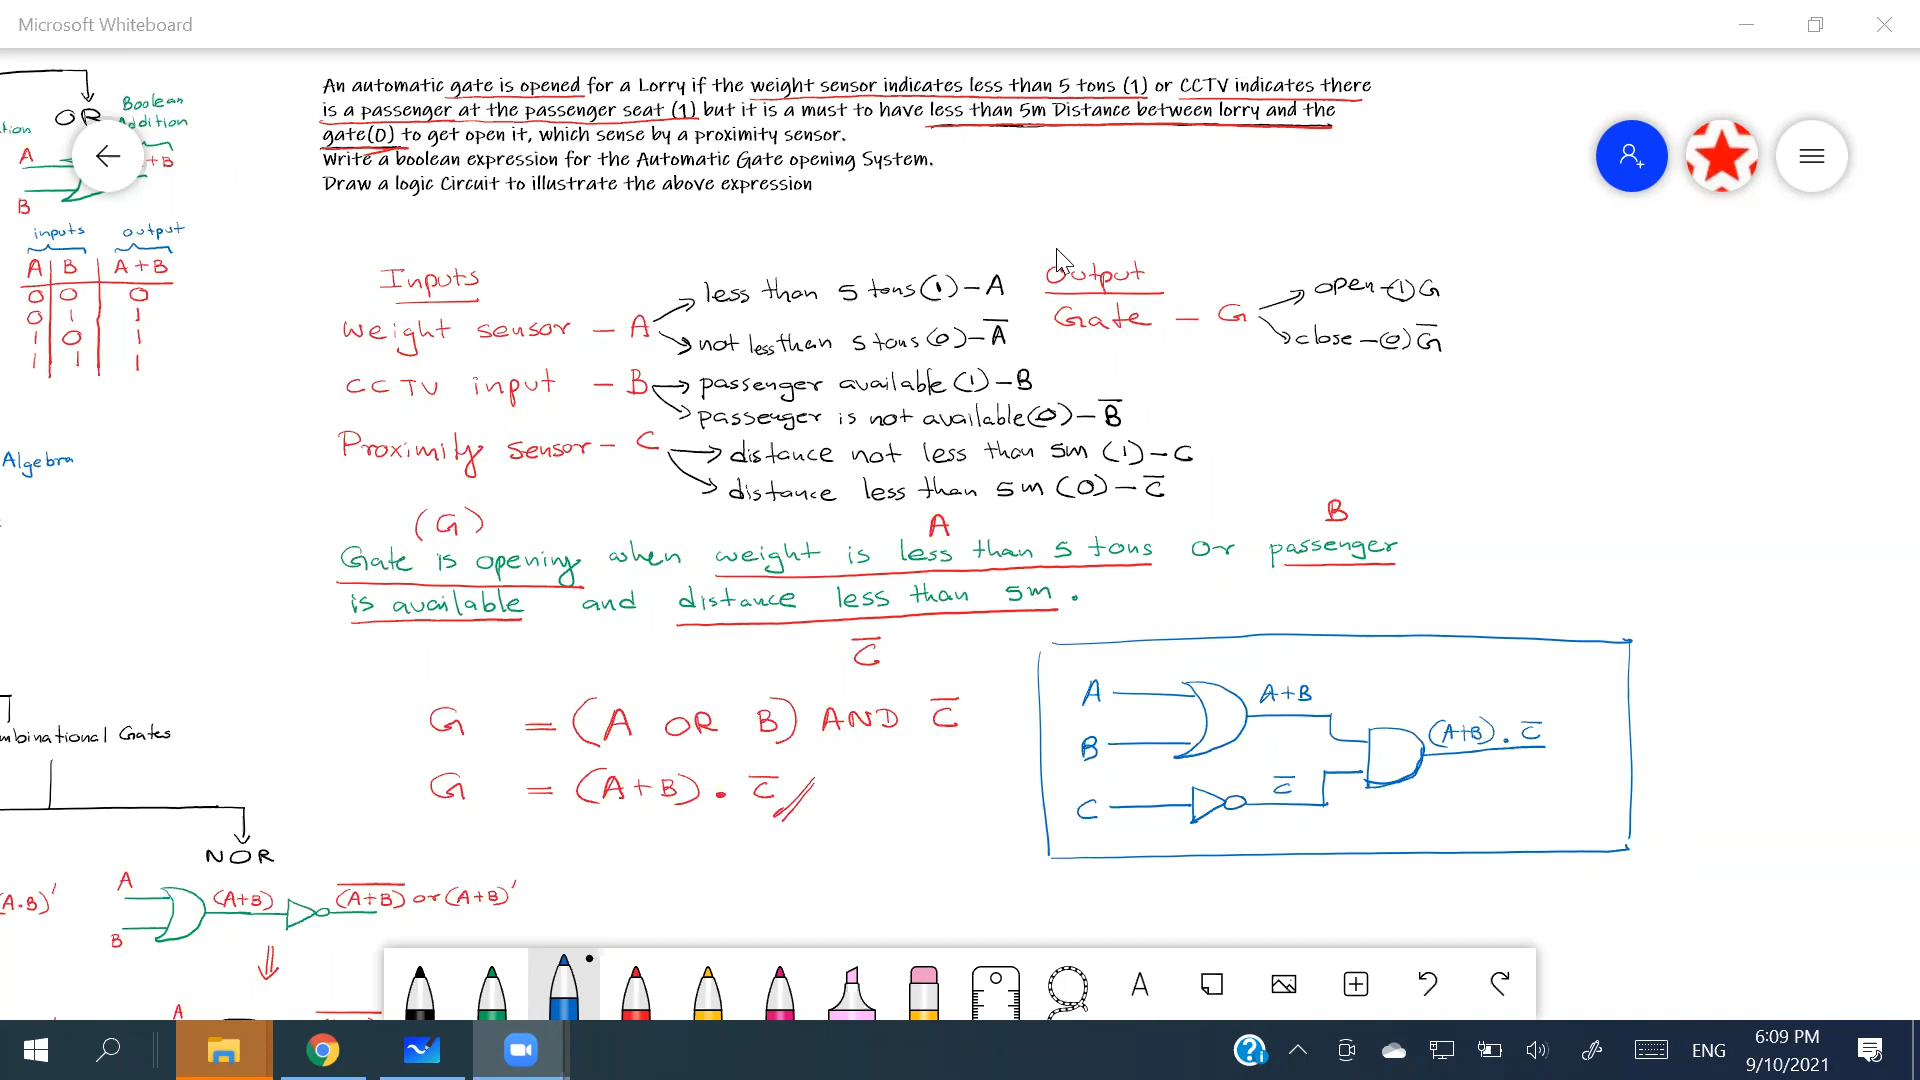 Microsoft Whiteboard
An automatic gate is opened for a Lorry if the weight sensor indicates less than 5 tons (1) or CCTV indicates there
is a passenger at the passenger seat (1) but it is a must to have less than 5m Distance between lorry and the
gate(0) to get open it, which sense by a proximity sensor.
Write a boolean expression for the Automatic Gate opening System.
Draw a logic Circuit to illustrate the above expression
OR
Boolean
Addition
A
B
inputs output
A B A+B
0 0 0
0 1 1
1 0 1
1 1 1
Algebra
Inputs
Weight sensor - A
less than 5 tons (1) - A
not less than 5 tons (0) - A̅
CCTV input - B
passenger available (1) - B
passenger is not available (0) - B̅
Proximity sensor - C
distance not less than 5m (1) - C
distance less than 5m (0) - C̅
Output
Gate - G
open - (1) G
close - (0) G̅
(G) A B
Gate is opening when weight is less than 5 tons or passenger
is available and distance less than 5m.
C̅
G = (A OR B) AND C̅
G = (A+B) . C̅
A
B
C
A+B
C̅
(A+B) . C̅
Gates
NOR
(A.B)'
A
B
(A+B)
(A+B)̅ or (A+B)'
A
A
ENG
6:09 PM
9/10/2021